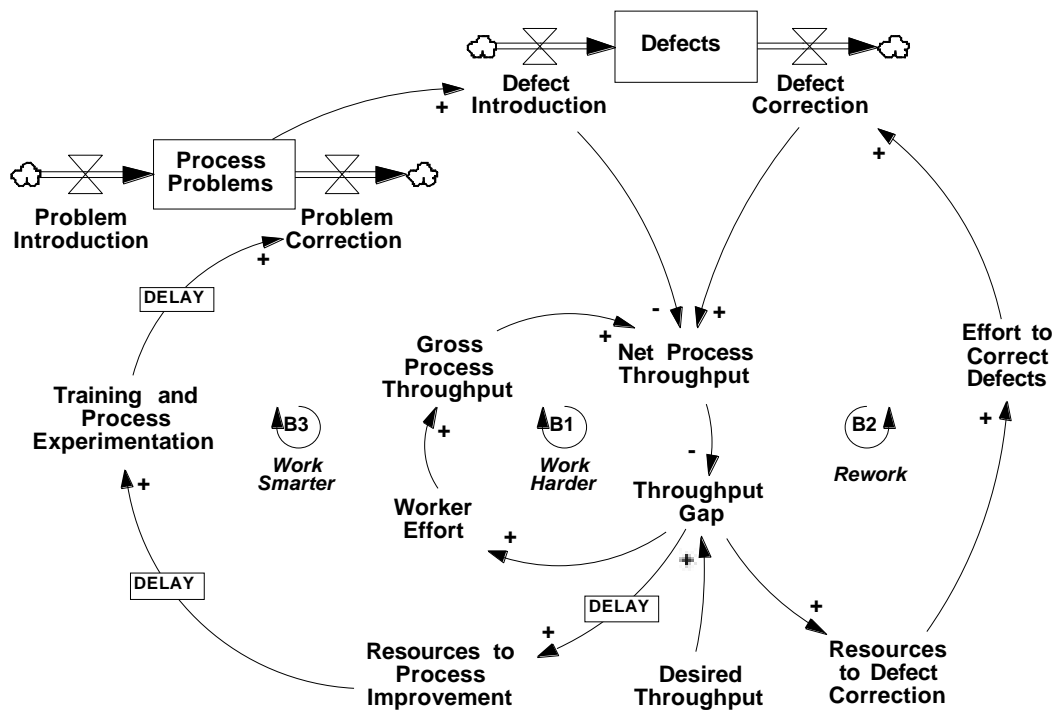 Defects
Defect
Introduction
Defect
Correction
+
+
Process
Problems
Problem
Introduction
Problem
Correction
+
DELAY
-
+
+
Gross
Process
Throughput
Net Process
Throughput
Effort to
Correct
Defects
Training and
Process
Experimentation
B3
Work
Smarter
+
B1
Work
Harder
B2
Rework
+
-
+
Worker
Effort
Throughput
Gap
+
+
DELAY
DELAY
+
+
Resources to
Process
Improvement
Desired
Throughput
Resources
to Defect
Correction